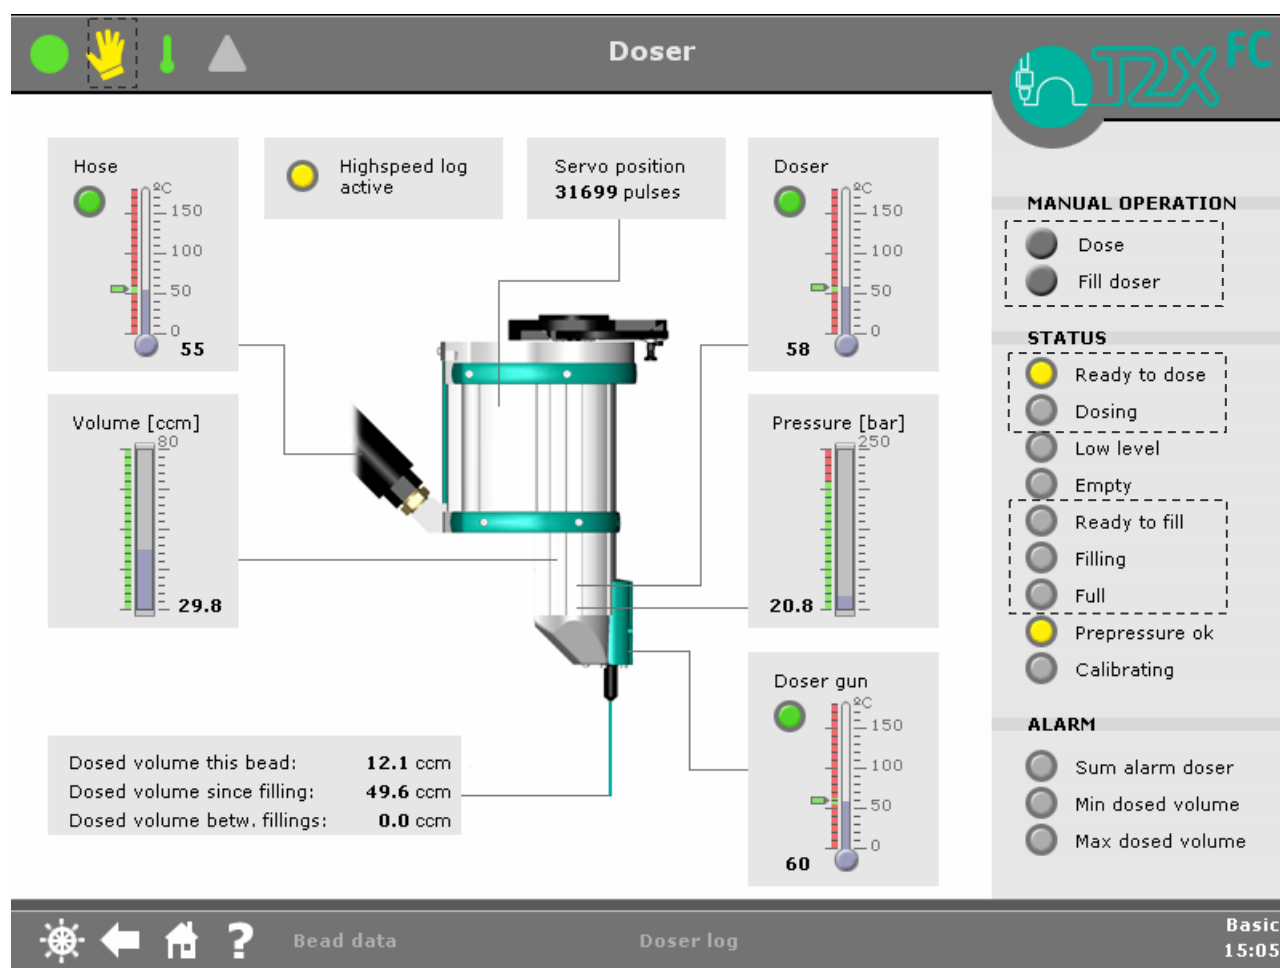 Doser
T2X FC
Hose
ºC
150
100
50
0
55
Highspeed log
active
Servo position
31699 pulses
Doser
ºC
150
100
50
0
58
Volume [ccm]
80
29.8
Pressure [bar]
250
20.8
Doser gun
ºC
150
100
50
0
60
Dosed volume this bead: 12.1 ccm
Dosed volume since filling: 49.6 ccm
Dosed volume betw. fillings: 0.0 ccm
MANUAL OPERATION
Dose
Fill doser
STATUS
Ready to dose
Dosing
Low level
Empty
Ready to fill
Filling
Full
Prepressure ok
Calibrating
ALARM
Sum alarm doser
Min dosed volume
Max dosed volume
?
Bead data
Doser log
Basic
15:05